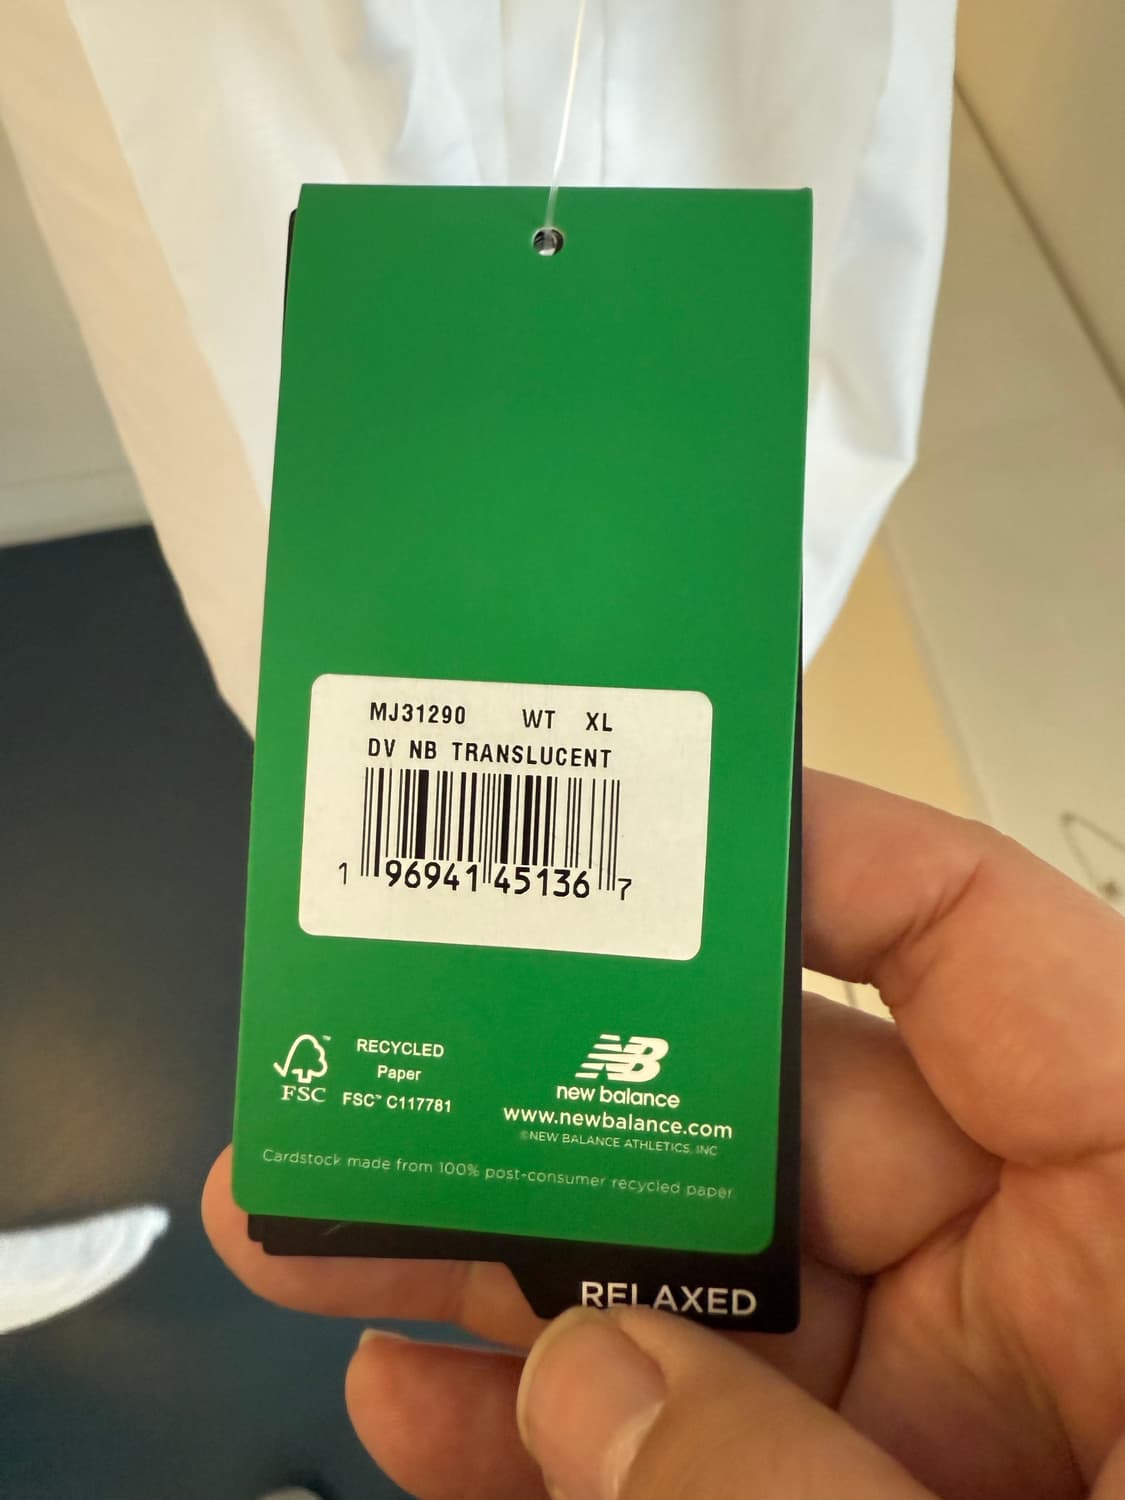 MJ31290 WT XL
DV NB TRANSLUCENT
1 96941 45136 7
FSC
RECYCLED
Paper
FSC™ C117781
NB
new balance
www.newbalance.com
©NEW BALANCE ATHLETICS, INC
Cardstock made from 100% post-consumer recycled paper
RELAXED